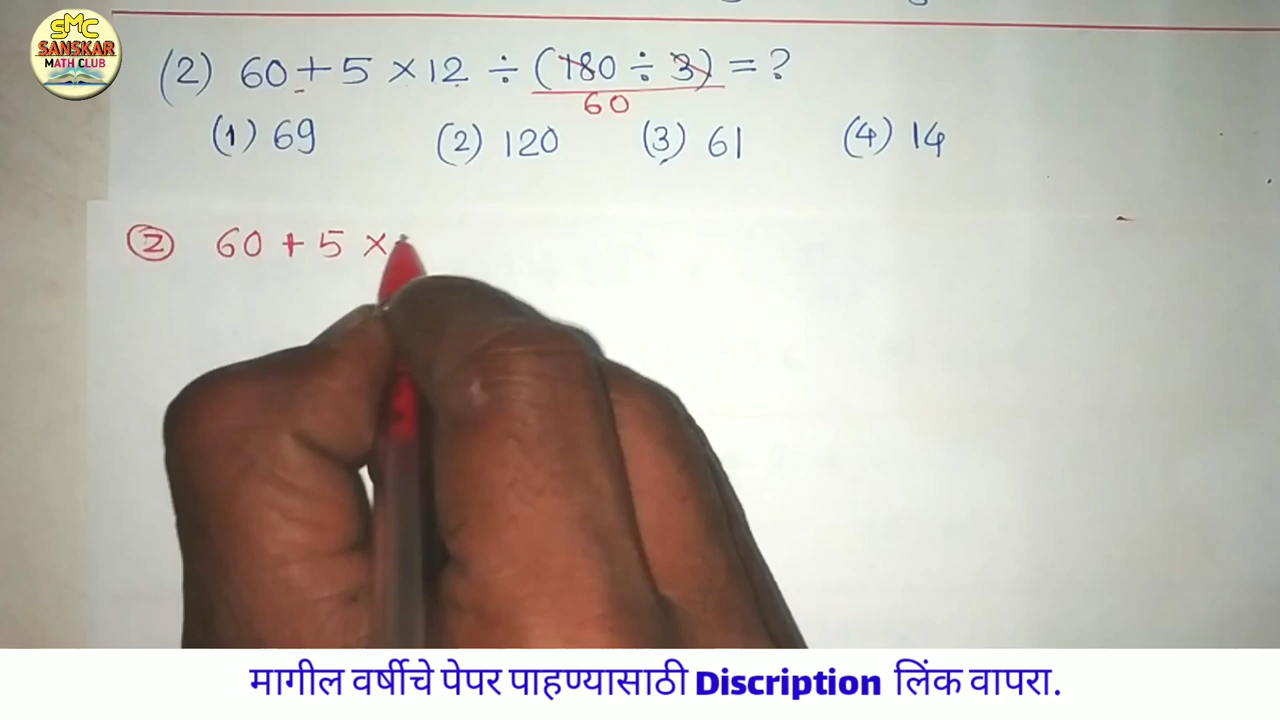 SMC
SANSKAR
MATH CLUB
(2) 60 + 5 × 12 ÷ (180 ÷ 3) = ?
60
(1) 69 (2) 120 (3) 61 (4) 14
② 60 + 5 ×
मागील वर्षीचे पेपर पाहण्यासाठी Discription लिंक वापरा.